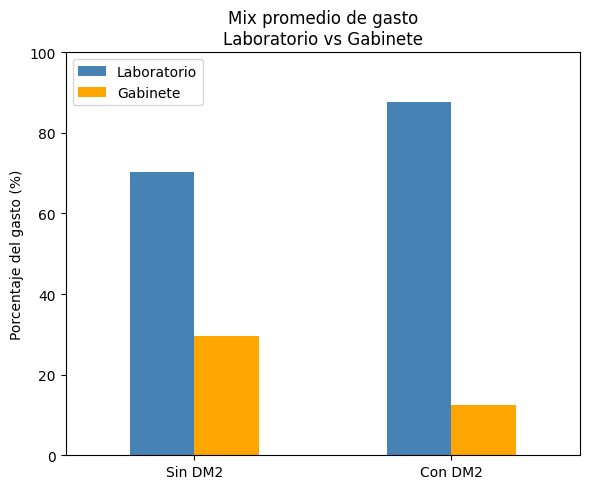 Mix promedio de gasto
Laboratorio vs Gabinete
Laboratorio
Gabinete
Porcentaje del gasto (%)
100
80
60
40
20
0
Sin DM2
Con DM2